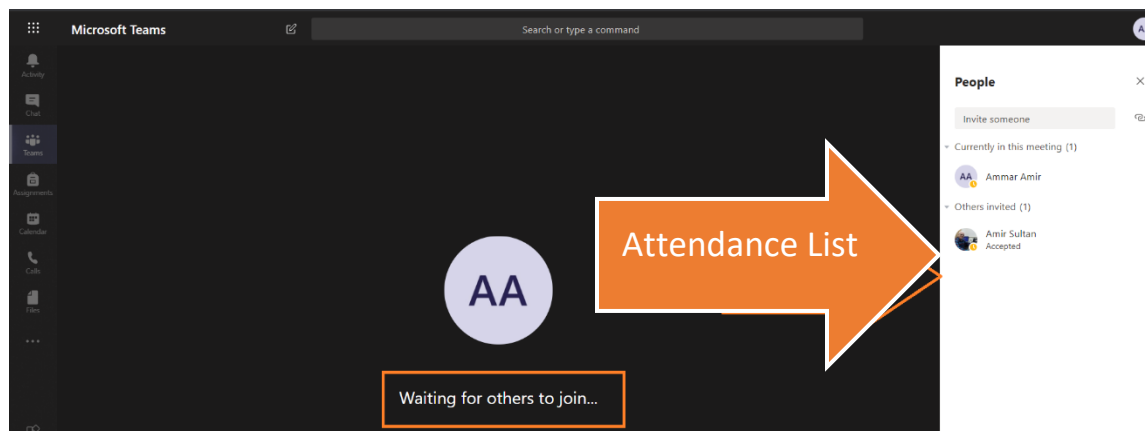 Microsoft Teams
Search or type a command
Activity
Chat
Teams
Assignments
Calendar
Calls
Files
AA
Waiting for others to join...
Attendance List
People
Invite someone
Currently in this meeting (1)
AA
Ammar Amir
Others invited (1)
Amir Sultan
Accepted